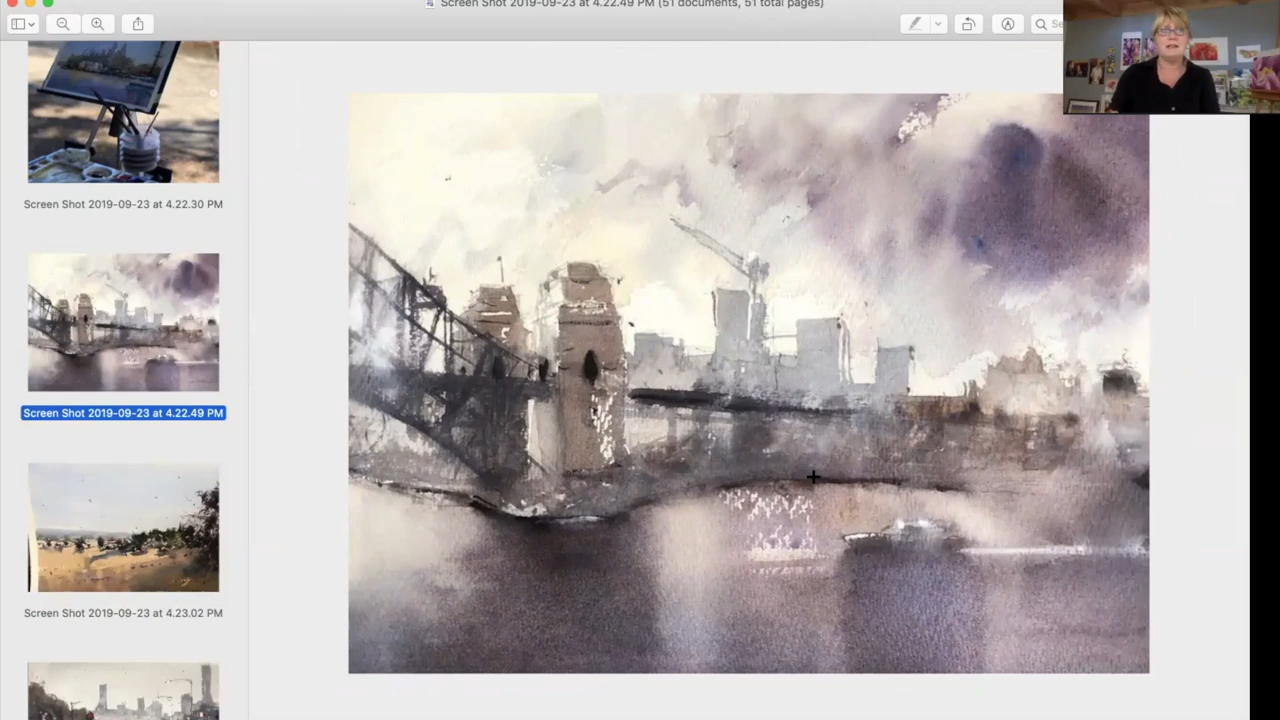 Screen Shot 2019-09-23 at 4.22.49 PM (51 documents, 51 total pages)
Se
Screen Shot 2019-09-23 at 4.22.30 PM
Screen Shot 2019-09-23 at 4.22.49 PM
Screen Shot 2019-09-23 at 4.23.02 PM